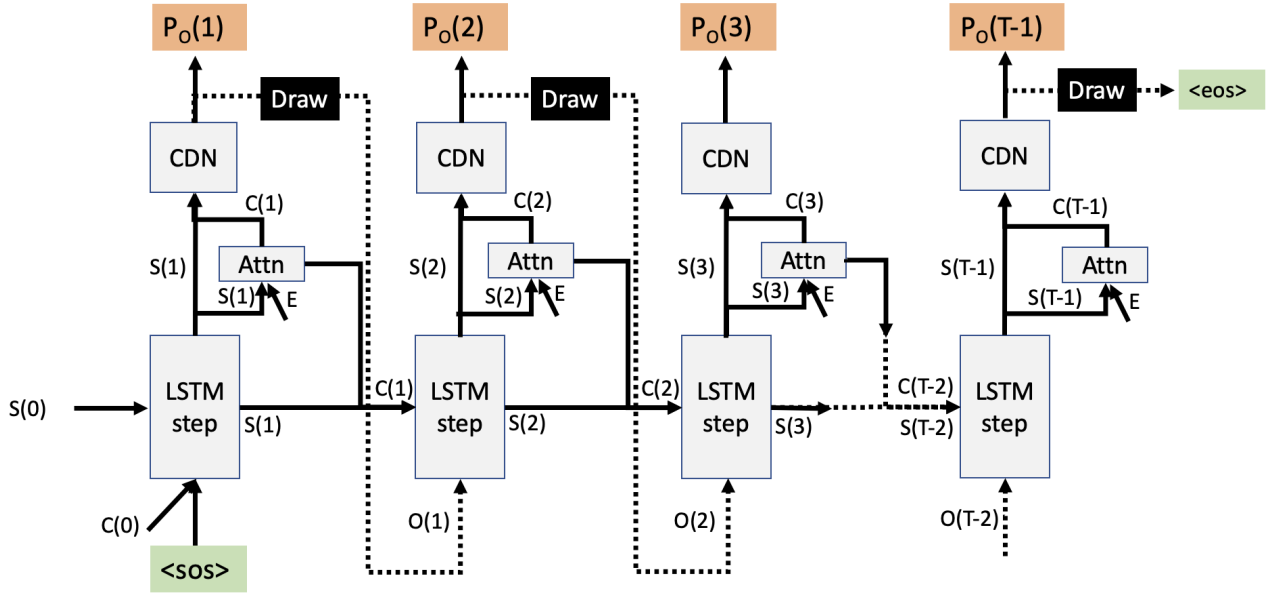 P_O(1) P_O(2) P_O(3) P_O(T-1)
Draw Draw Draw <eos>
CDN CDN CDN CDN
C(1) C(2) C(3) C(T-1)
S(1) Attn S(2) Attn S(3) Attn S(T-1) Attn
S(1) E S(2) E S(3) E S(T-1) E
S(0) LSTM step C(1) LSTM step C(2) LSTM step C(T-2) LSTM step
S(1) S(2) S(3) S(T-2)
C(0) O(1) O(2) O(T-2)
<sos>